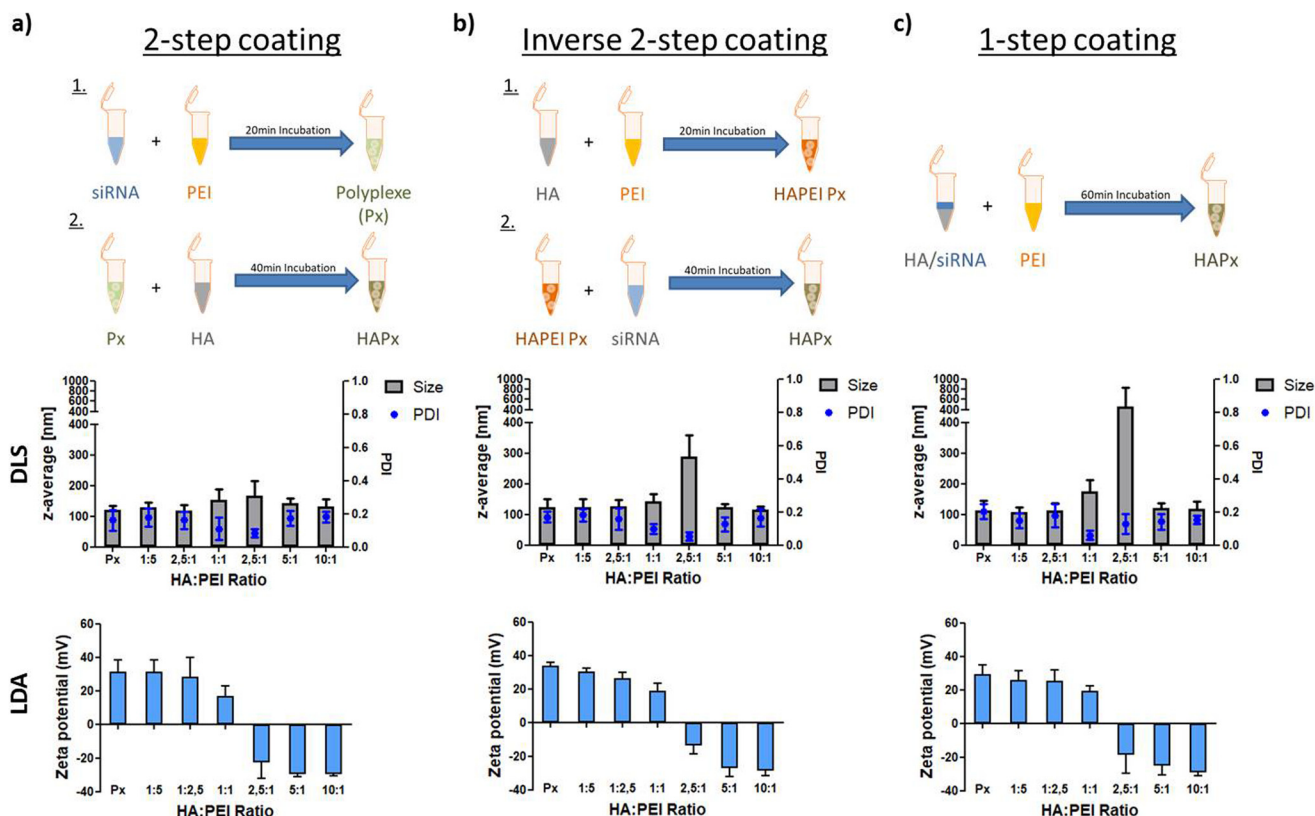 a)
2-step coating
1.
siRNA
+
PEI
20min Incubation
Polyplexe
(Px)
2.
Px
+
HA
40min Incubation
HAPx
b)
Inverse 2-step coating
1.
HA
+
PEI
20min Incubation
HAPEI Px
2.
HAPEI Px
+
siRNA
40min Incubation
HAPx
c)
1-step coating
HA/siRNA
+
PEI
60min Incubation
HAPx
DLS
z-average [nm]
1000
800
600
400
400
300
200
100
0
1.0
0.8
0.6
0.4
0.2
0.0
PDI
Size
PDI
Px 1:5 2,5:1 1:1 2,5:1 5:1 10:1
HA:PEI Ratio
z-average [nm]
1000
800
600
400
400
300
200
100
0
1.0
0.8
0.6
0.4
0.2
0.0
PDI
Size
PDI
Px 1:5 2,5:1 1:1 2,5:1 5:1 10:1
HA:PEI Ratio
z-average [nm]
1000
800
600
400
400
300
200
100
0
1.0
0.8
0.6
0.4
0.2
0.0
PDI
Size
PDI
Px 1:5 2,5:1 1:1 2,5:1 5:1 10:1
HA:PEI Ratio
LDA
Zeta potential (mV)
60
40
20
0
-20
-40
Px 1:5 1:2,5 1:1 2,5:1 5:1 10:1
HA:PEI Ratio
Zeta potential (mV)
60
40
20
0
-20
-40
Px 1:5 1:2,5 1:1 2,5:1 5:1 10:1
HA:PEI Ratio
Zeta potential (mV)
60
40
20
0
-20
-40
Px 1:5 1:2,5 1:1 2,5:1 5:1 10:1
HA:PEI Ratio